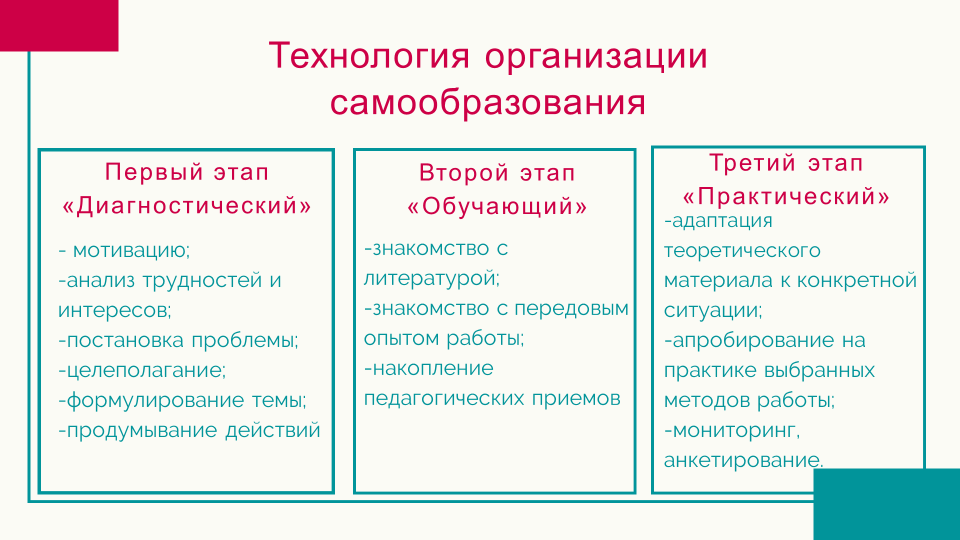 Технология организации
самообразования
Первый этап
«Диагностический»
- мотивацию;
-анализ трудностей и
интересов;
-постановка проблемы;
-целеполагание;
-формулирование темы;
-продумывание действий
Второй этап
«Обучающий»
-знакомство с
литературой;
-знакомство с передовым
опытом работы;
-накопление
педагогических приемов
Третий этап
«Практический»
-адаптация
теоретического
материала к конкретной
ситуации;
-апробирование на
практике выбранных
методов работы;
-мониторинг,
анкетирование.